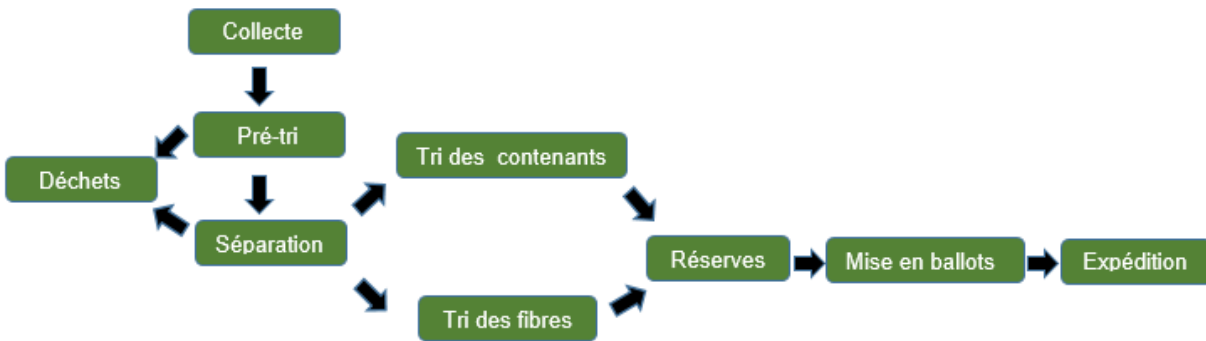 Collecte
Pré-tri
Tri des contenants
Déchets
Séparation
Réserves
Mise en ballots
Expédition
Tri des fibres